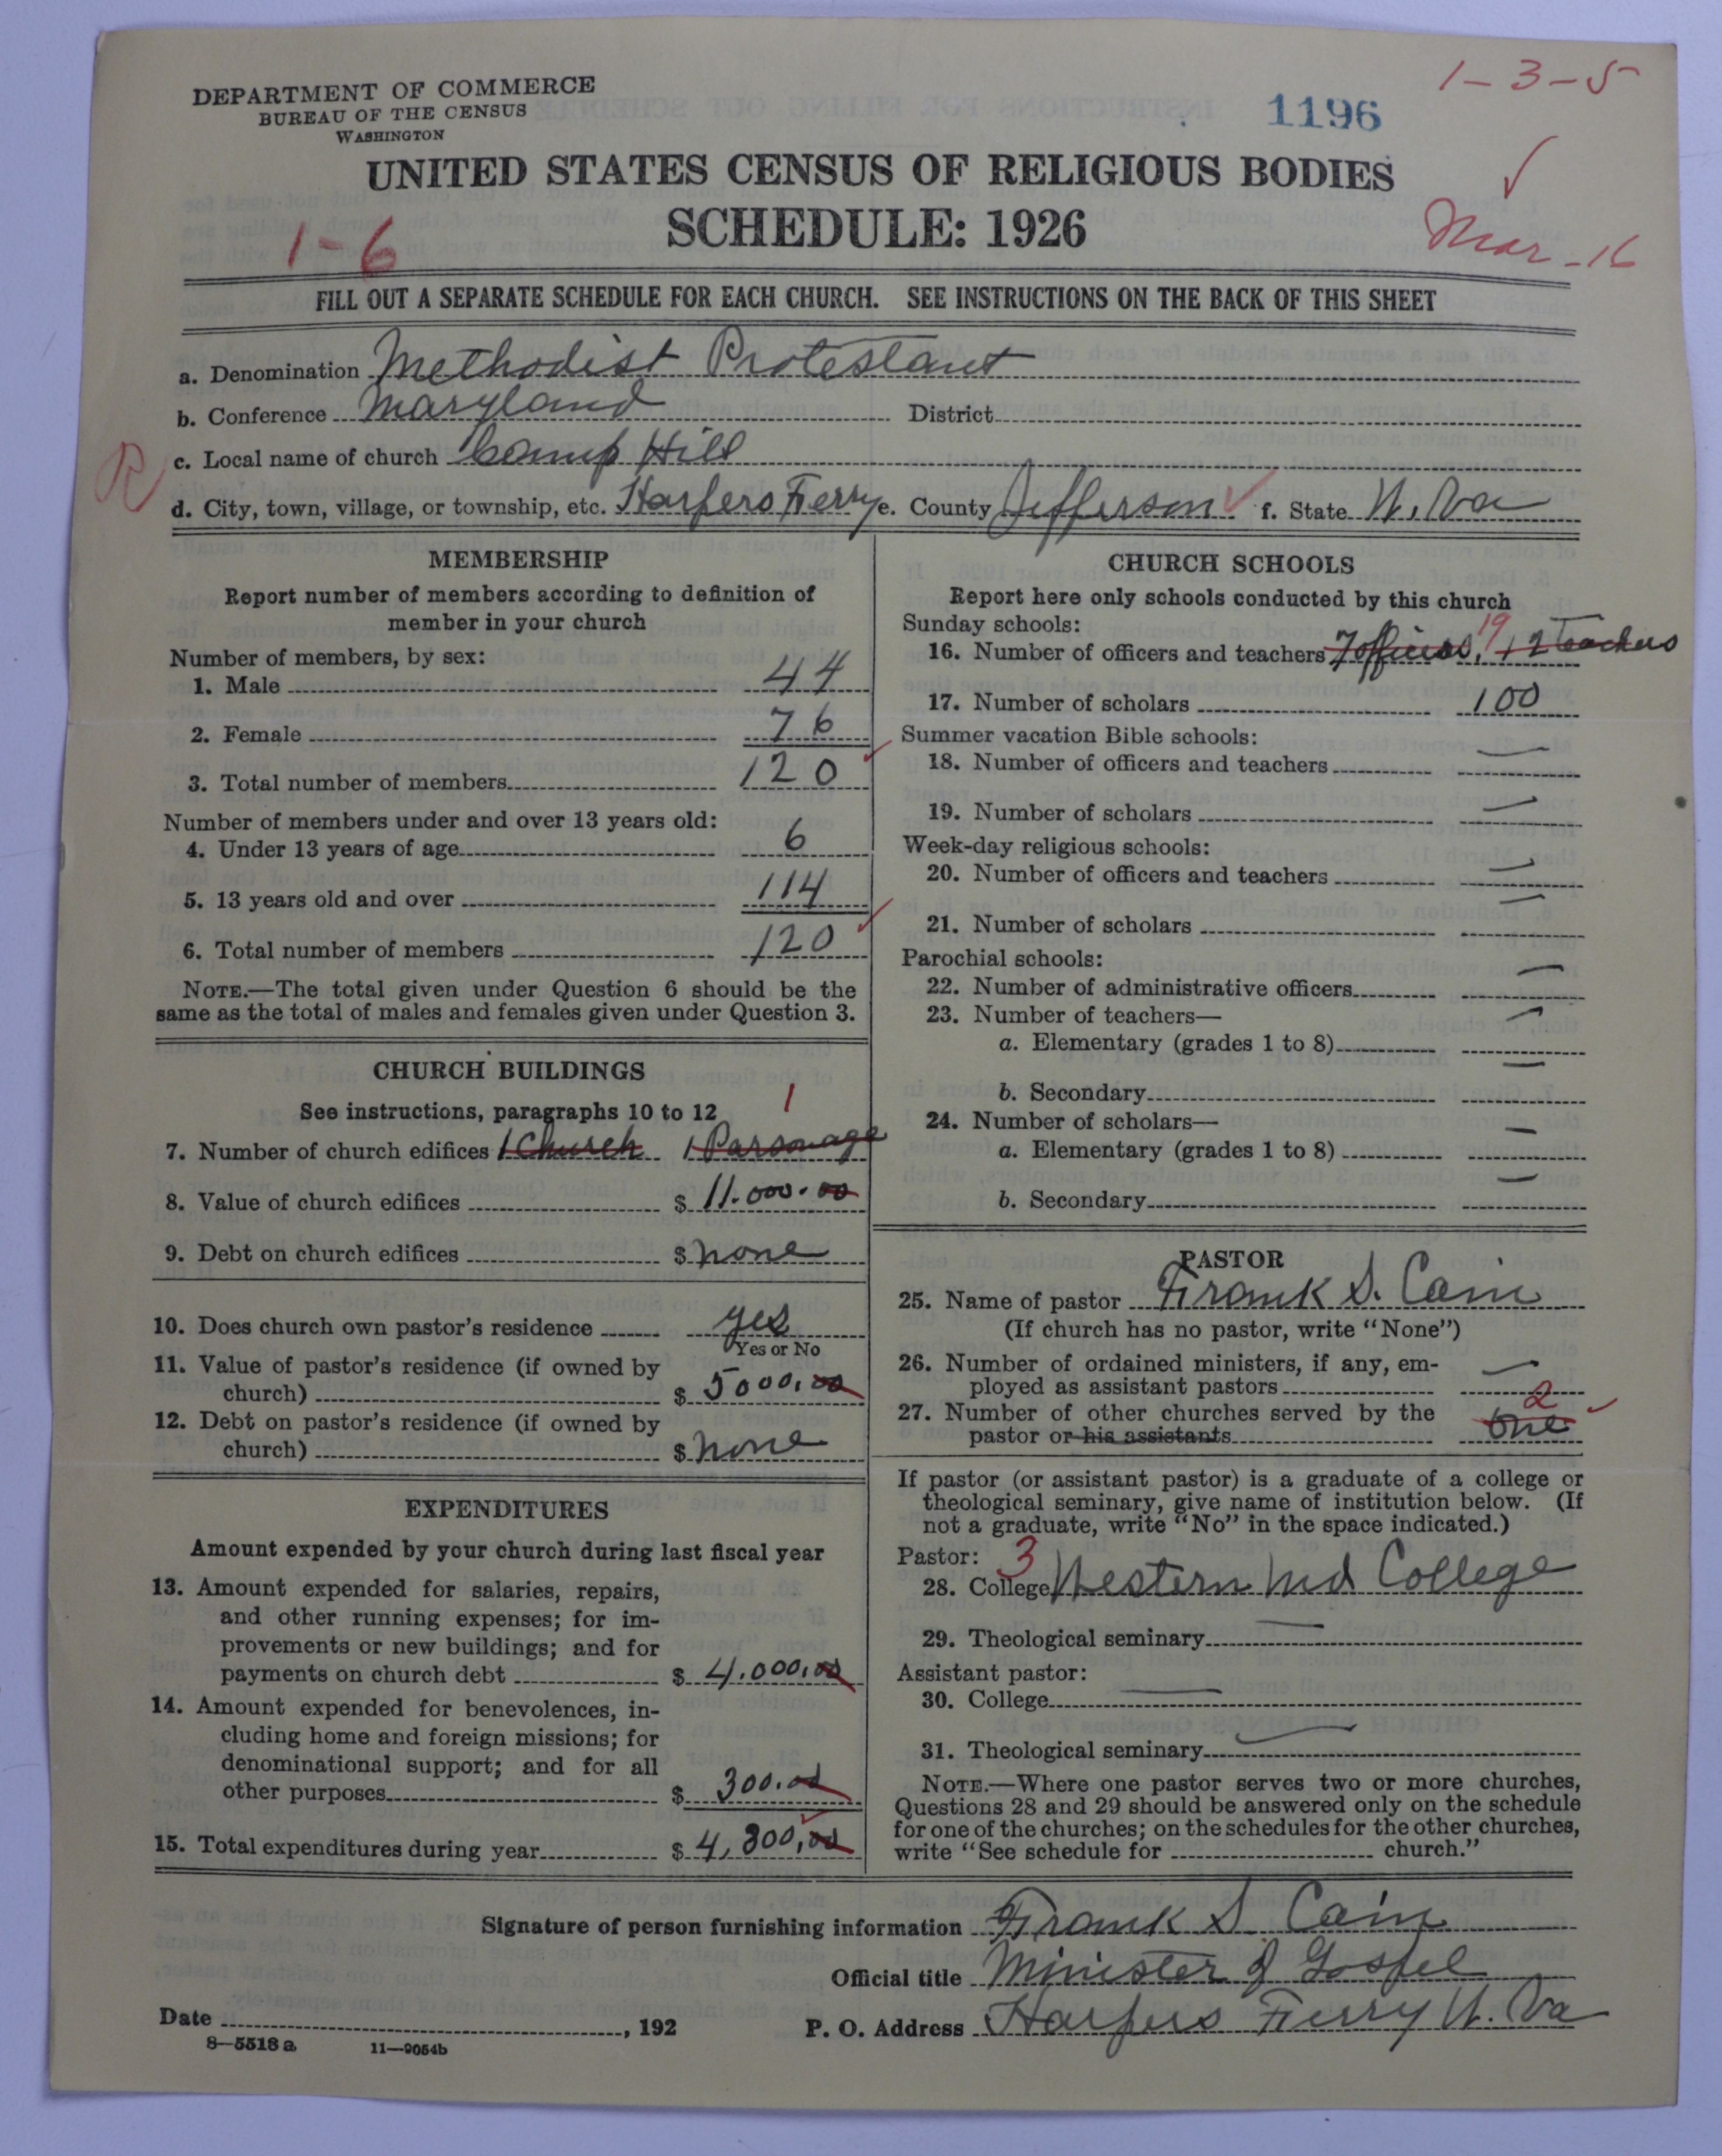 1-3-5
DEPARTMENT OF COMMERCE
BUREAU OF THE CENSUS
WASHINGTON
1196
UNITED STATES CENSUS OF RELIGIOUS BODIES
SCHEDULE: 1926
1-6
Mar-16
FILL OUT A SEPARATE SCHEDULE FOR EACH CHURCH. SEE INSTRUCTIONS ON THE BACK OF THIS SHEET
a. Denomination Methodist Protestant
b. Conference Maryland District
R
c. Local name of church Camp Hill
d. City, town, village, or township, etc. Harpers Ferry e. County Jefferson f. State W. Va
MEMBERSHIP
Report number of members according to definition of
member in your church
Number of members, by sex:
1. Male 44
2. Female 76
3. Total number of members 120
Number of members under and over 13 years old:
4. Under 13 years of age 6
5. 13 years old and over 114
6. Total number of members 120
NOTE.—The total given under Question 6 should be the
same as the total of males and females given under Question 3.
CHURCH BUILDINGS
See instructions, paragraphs 10 to 12
1
7. Number of church edifices 1 Church 1 Parsonage
8. Value of church edifices $ 11.000.00
9. Debt on church edifices $ none
10. Does church own pastor's residence yes
Yes or No
11. Value of pastor's residence (if owned by
church) $ 5000.00
12. Debt on pastor's residence (if owned by
church) $ none
EXPENDITURES
Amount expended by your church during last fiscal year
13. Amount expended for salaries, repairs,
and other running expenses; for im-
provements or new buildings; and for
payments on church debt $ 4.000.00
14. Amount expended for benevolences, in-
cluding home and foreign missions; for
denominational support; and for all
other purposes $ 300.00
15. Total expenditures during year $ 4,300.00
CHURCH SCHOOLS
Report here only schools conducted by this church
Sunday schools:
19
16. Number of officers and teachers 7 officers, 12 teachers
17. Number of scholars 100
Summer vacation Bible schools:
18. Number of officers and teachers —
19. Number of scholars —
Week-day religious schools:
20. Number of officers and teachers —
21. Number of scholars —
Parochial schools:
22. Number of administrative officers —
23. Number of teachers—
a. Elementary (grades 1 to 8) —
b. Secondary —
24. Number of scholars—
a. Elementary (grades 1 to 8) —
b. Secondary —
PASTOR
25. Name of pastor Frank S. Cain
(If church has no pastor, write "None")
26. Number of ordained ministers, if any, em-
ployed as assistant pastors —
27. Number of other churches served by the 2
pastor or his assistants one
If pastor (or assistant pastor) is a graduate of a college or
theological seminary, give name of institution below. (If
not a graduate, write "No" in the space indicated.)
Pastor: 3
28. College Western Md College
29. Theological seminary —
Assistant pastor:
30. College —
31. Theological seminary —
NOTE.—Where one pastor serves two or more churches,
Questions 28 and 29 should be answered only on the schedule
for one of the churches; on the schedules for the other churches,
write "See schedule for church."
Signature of person furnishing information Frank S Cain
Official title Minister of Gospel
Date , 192 P. O. Address Harpers Ferry W. Va
8—5518 a 11—9054b